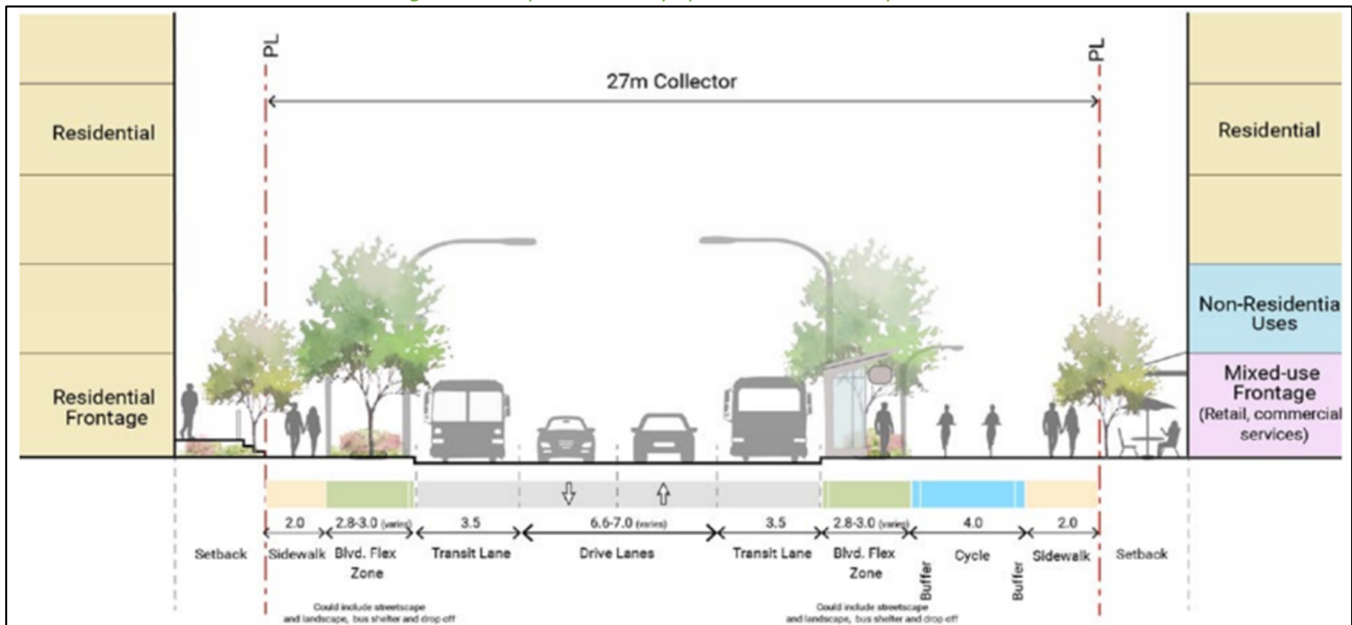 PL
PL
27m Collector
Residential
Residential
Non-Residentia
Uses
Residential
Frontage
Mixed-use
Frontage
(Retail, commercial
services)
2.0
2.8-3.0 (varies)
3.5
6.6-7.0 (varies)
3.5
2.8-3.0 (varies)
4.0
2.0
Setback
Sidewalk
Blvd. Flex
Zone
Transit Lane
Drive Lanes
Transit Lane
Blvd. Flex
Zone
Buffer
Cycle
Buffer
Sidewalk
Setback
Could include streetscape
and landscape, bus shelter and drop off
Could include streetscape
and landscape, bus shelter and drop off